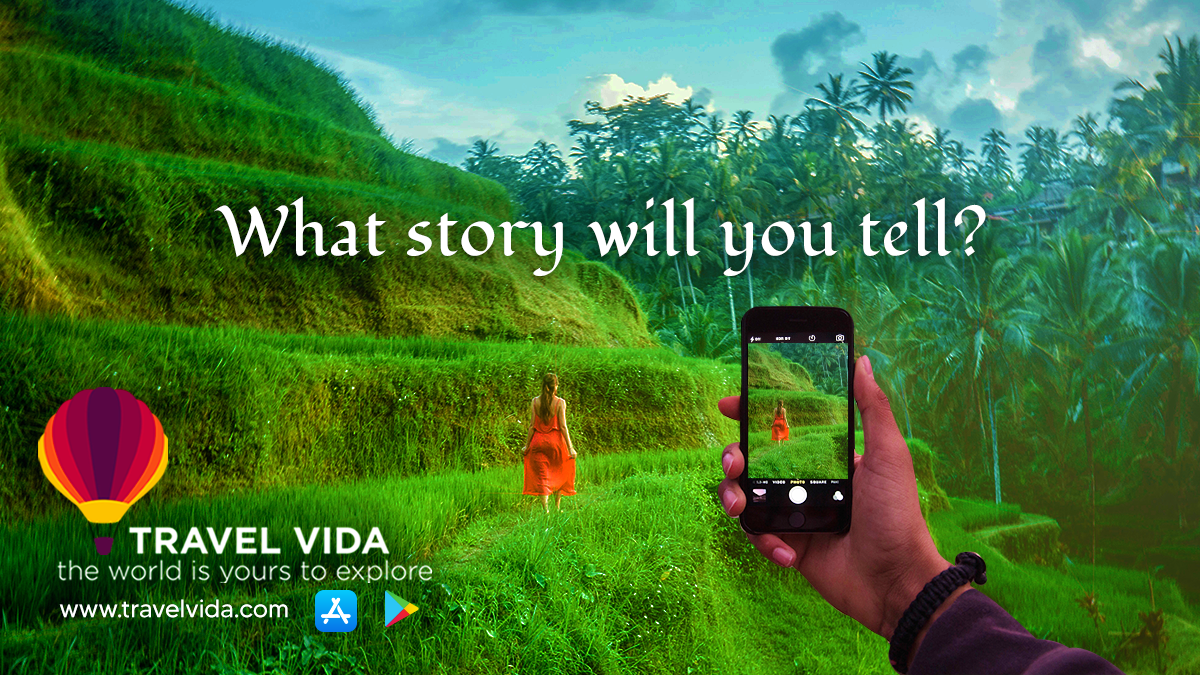 What story will you tell?
TRAVEL VIDA
the world is yours to explore
www.travelvida.com
VIDEO PHOTO SQUARE